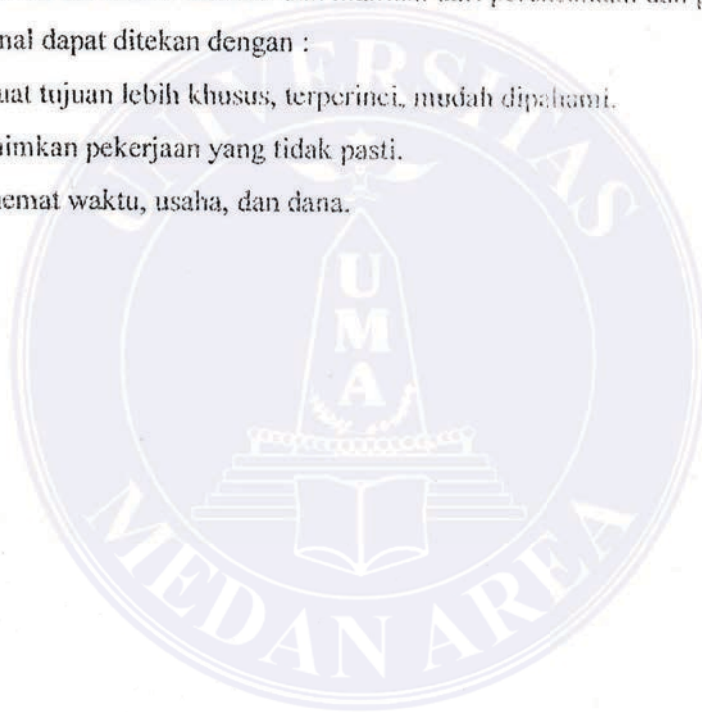 nal dapat ditekan dengan :
uat tujuan lebih khusus, terperinci, mudah dipahami.
imkan pekerjaan yang tidak pasti.
emat waktu, usaha, dan dana.
UNIVERSITAS
UMA
MEDAN AREA